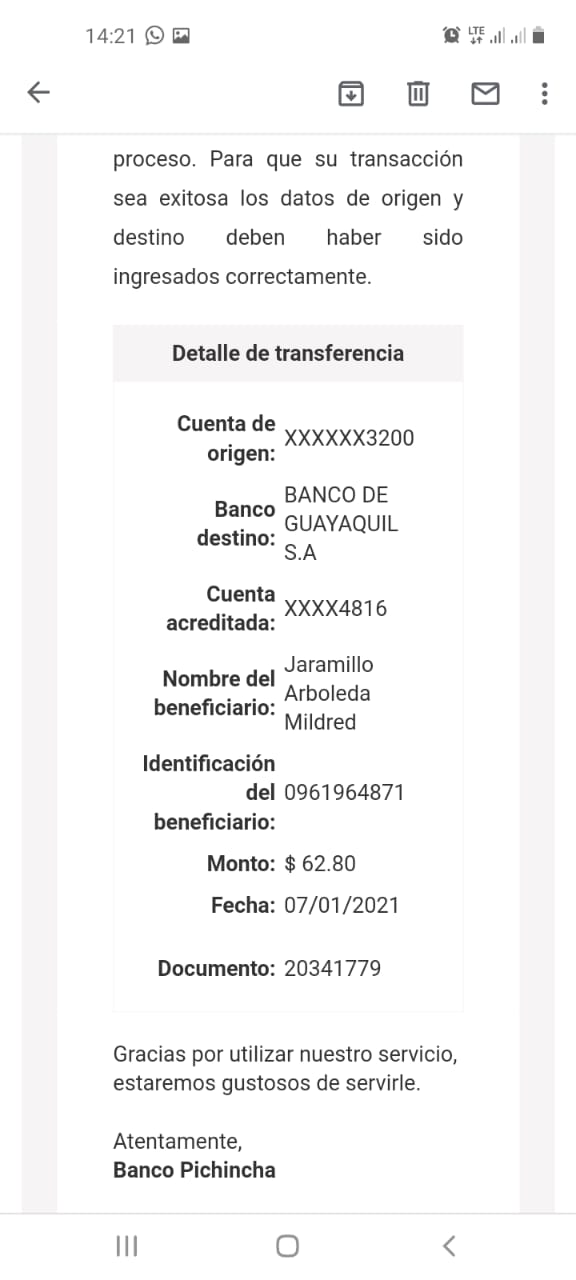 14:21
LTE
proceso. Para que su transacción
sea exitosa los datos de origen y
destino deben haber sido
ingresados correctamente.
Detalle de transferencia
Cuenta de
origen:
XXXXXX3200
Banco
destino:
BANCO DE
GUAYAQUIL
S.A
Cuenta
acreditada:
XXXX4816
Nombre del
beneficiario:
Jaramillo
Arboleda
Mildred
Identificación
del
beneficiario:
0961964871
Monto: $ 62.80
Fecha: 07/01/2021
Documento: 20341779
Gracias por utilizar nuestro servicio,
estaremos gustosos de servirle.
Atentamente,
Banco Pichincha